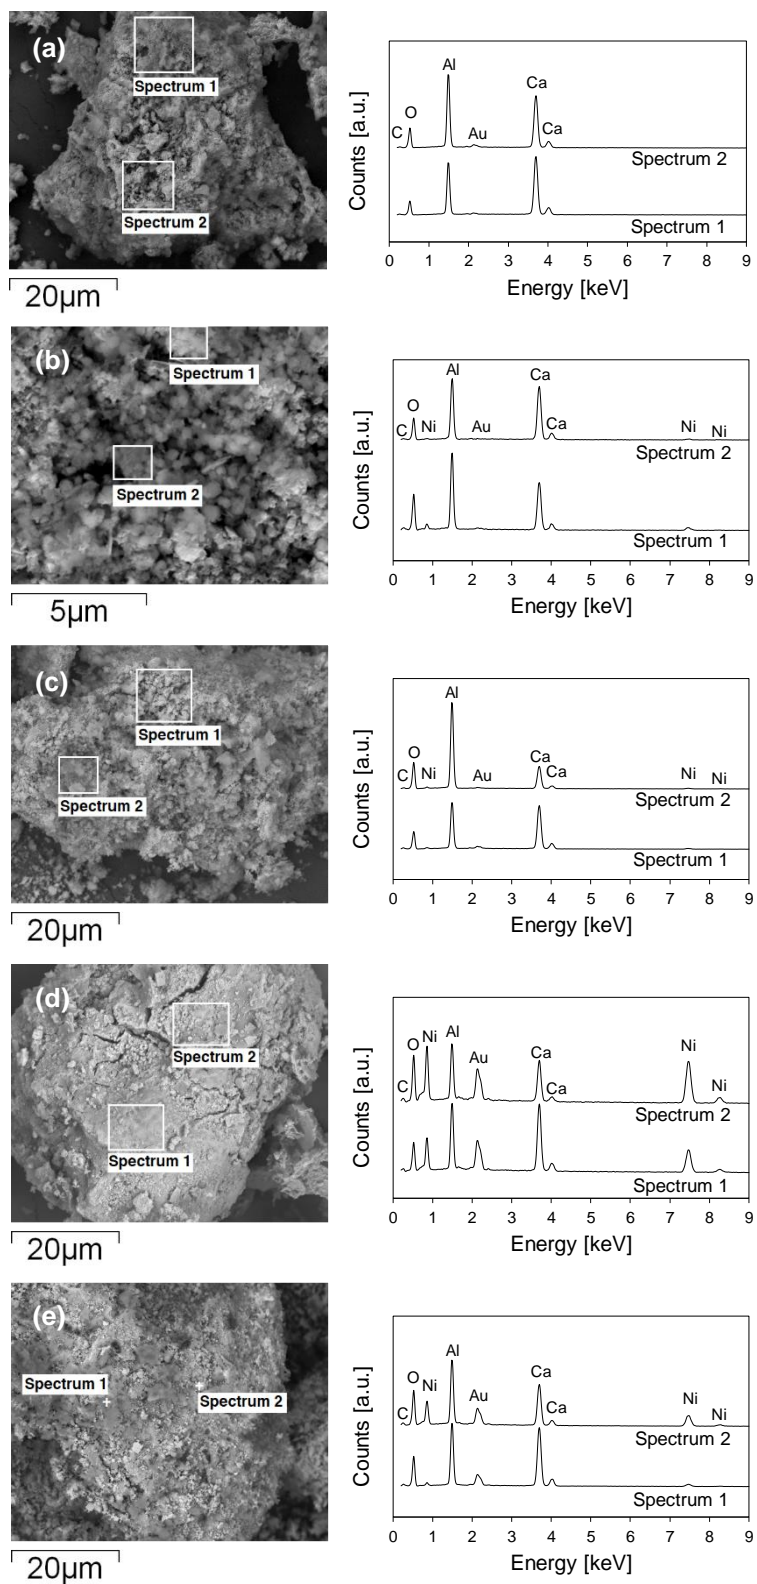 (a)
Spectrum 1
Spectrum 2
20µm
Counts [a.u.]
C O Al Au Ca Ca
Spectrum 2
Spectrum 1
0 1 2 3 4 5 6 7 8 9
Energy [keV]
(b)
Spectrum 1
Spectrum 2
5µm
Counts [a.u.]
C O Ni Al Au Ca Ca Ni Ni
Spectrum 2
Spectrum 1
0 1 2 3 4 5 6 7 8 9
Energy [keV]
(c)
Spectrum 1
Spectrum 2
20µm
Counts [a.u.]
C O Ni Al Au Ca Ca Ni Ni
Spectrum 2
Spectrum 1
0 1 2 3 4 5 6 7 8 9
Energy [keV]
(d)
Spectrum 2
Spectrum 1
20µm
Counts [a.u.]
C O Ni Al Au Ca Ca Ni Ni
Spectrum 2
Spectrum 1
0 1 2 3 4 5 6 7 8 9
Energy [keV]
(e)
Spectrum 1
Spectrum 2
20µm
Counts [a.u.]
C O Ni Al Au Ca Ca Ni Ni
Spectrum 2
Spectrum 1
0 1 2 3 4 5 6 7 8 9
Energy [keV]